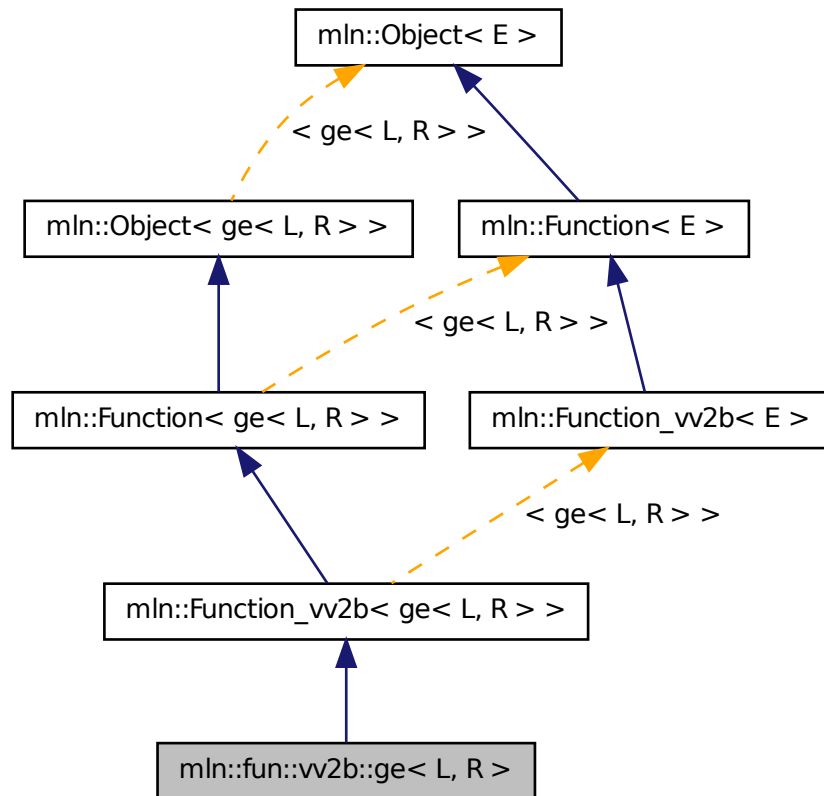 mln::Object< E >
< ge< L, R > >
mln::Object< ge< L, R > >
mln::Function< E >
< ge< L, R > >
mln::Function< ge< L, R > >
mln::Function_vv2b< E >
< ge< L, R > >
mln::Function_vv2b< ge< L, R > >
mln::fun::vv2b::ge< L, R >